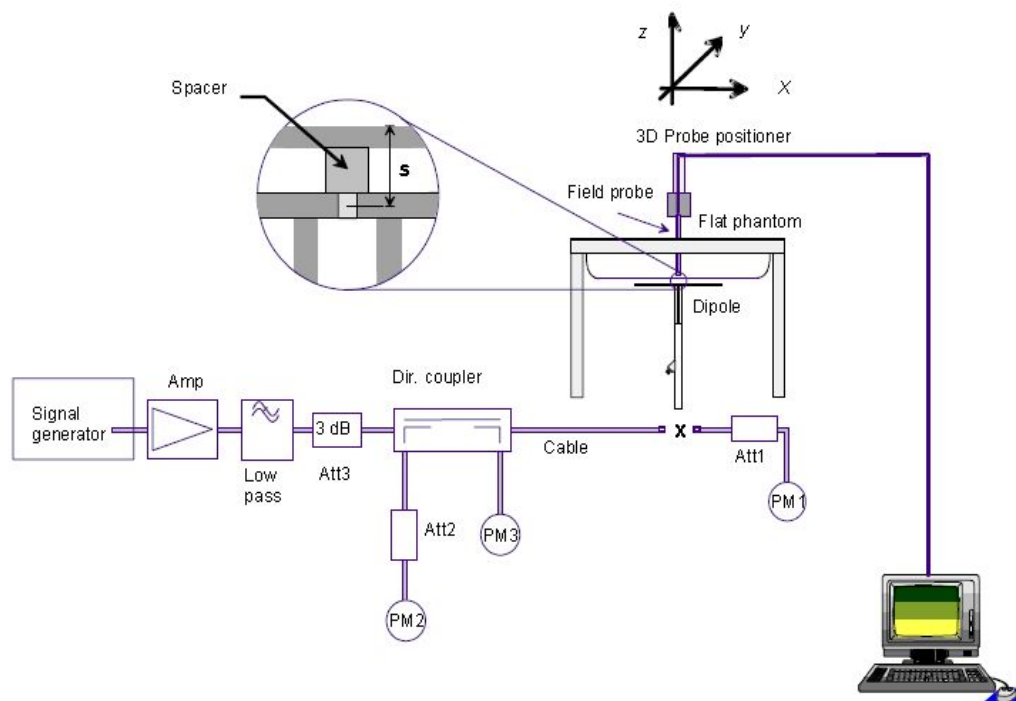 z
y
X
Spacer
3D Probe positioner
s
Field probe
Flat phantom
Dipole
Dir. coupler
Amp
Signal
generator
3 dB
Cable
x
Att1
Low
pass
Att3
PM1
Att2
PM3
PM2